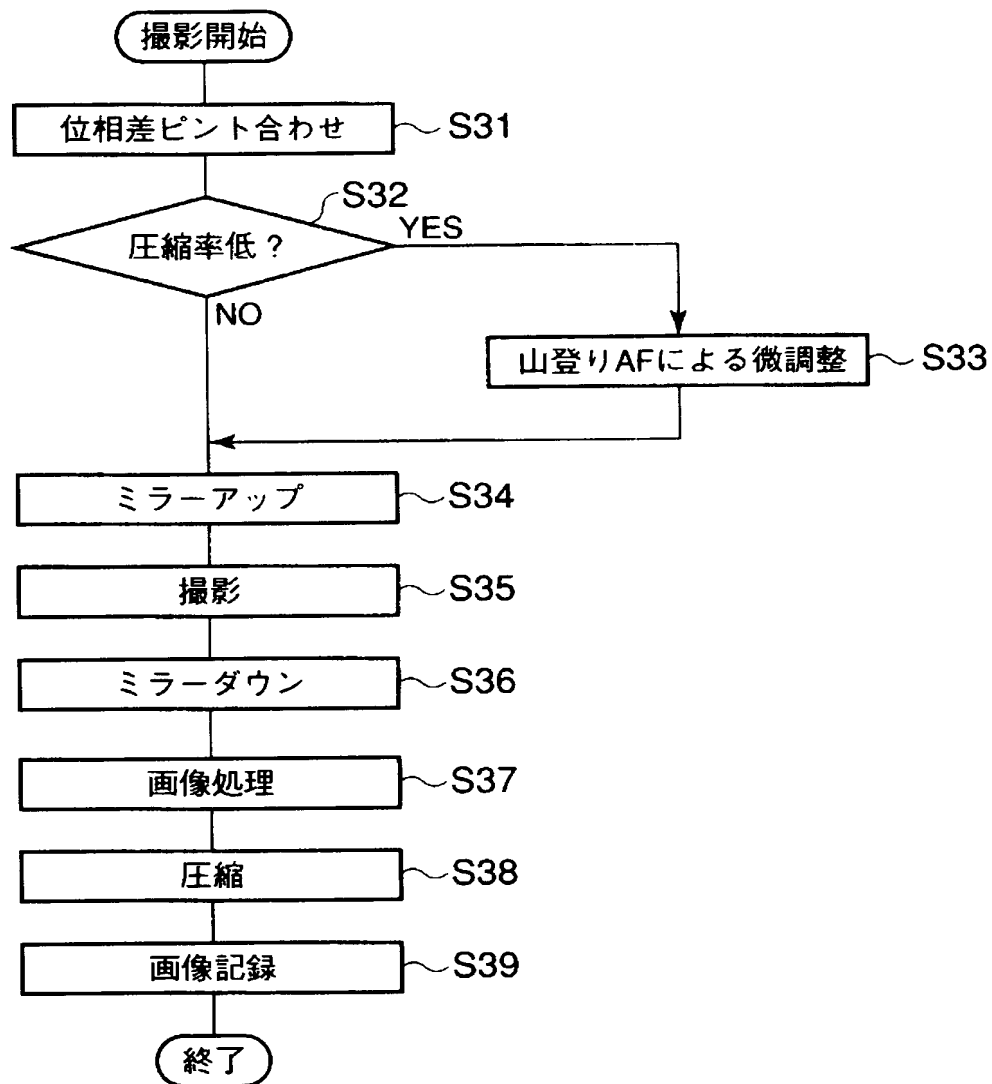 撮影開始
位相差ピント合わせ S31
S32
圧縮率低？
YES
NO
山登りAFによる微調整 S33
ミラーアップ S34
撮影 S35
ミラーダウン S36
画像処理 S37
圧縮 S38
画像記録 S39
終了